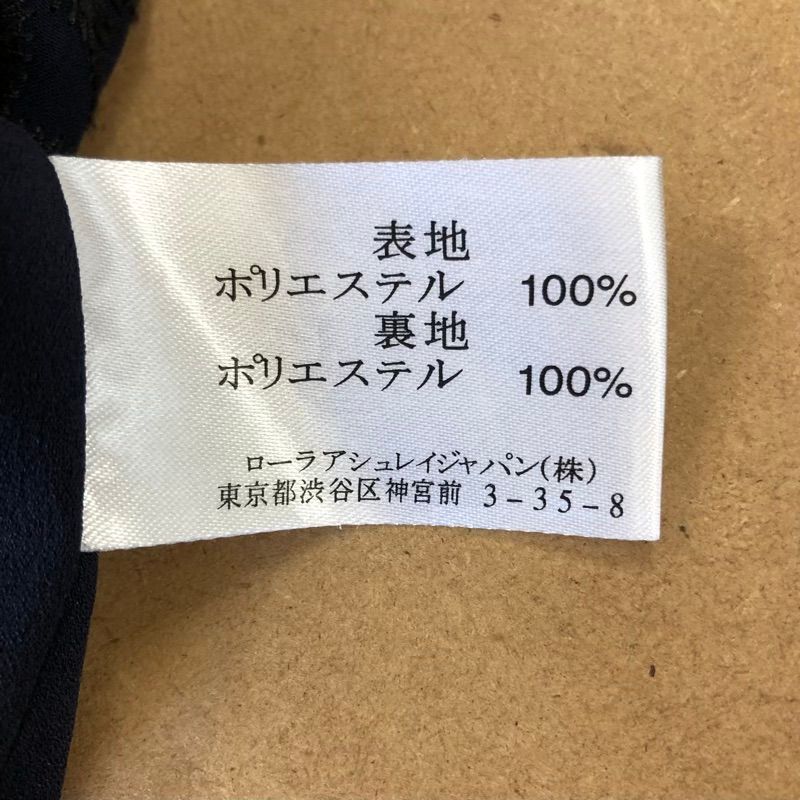 表地
ポリエステル 100%
裏地
ポリエステル 100%
ローラアシュレイジャパン(株)
東京都渋谷区神宮前 3-35-8